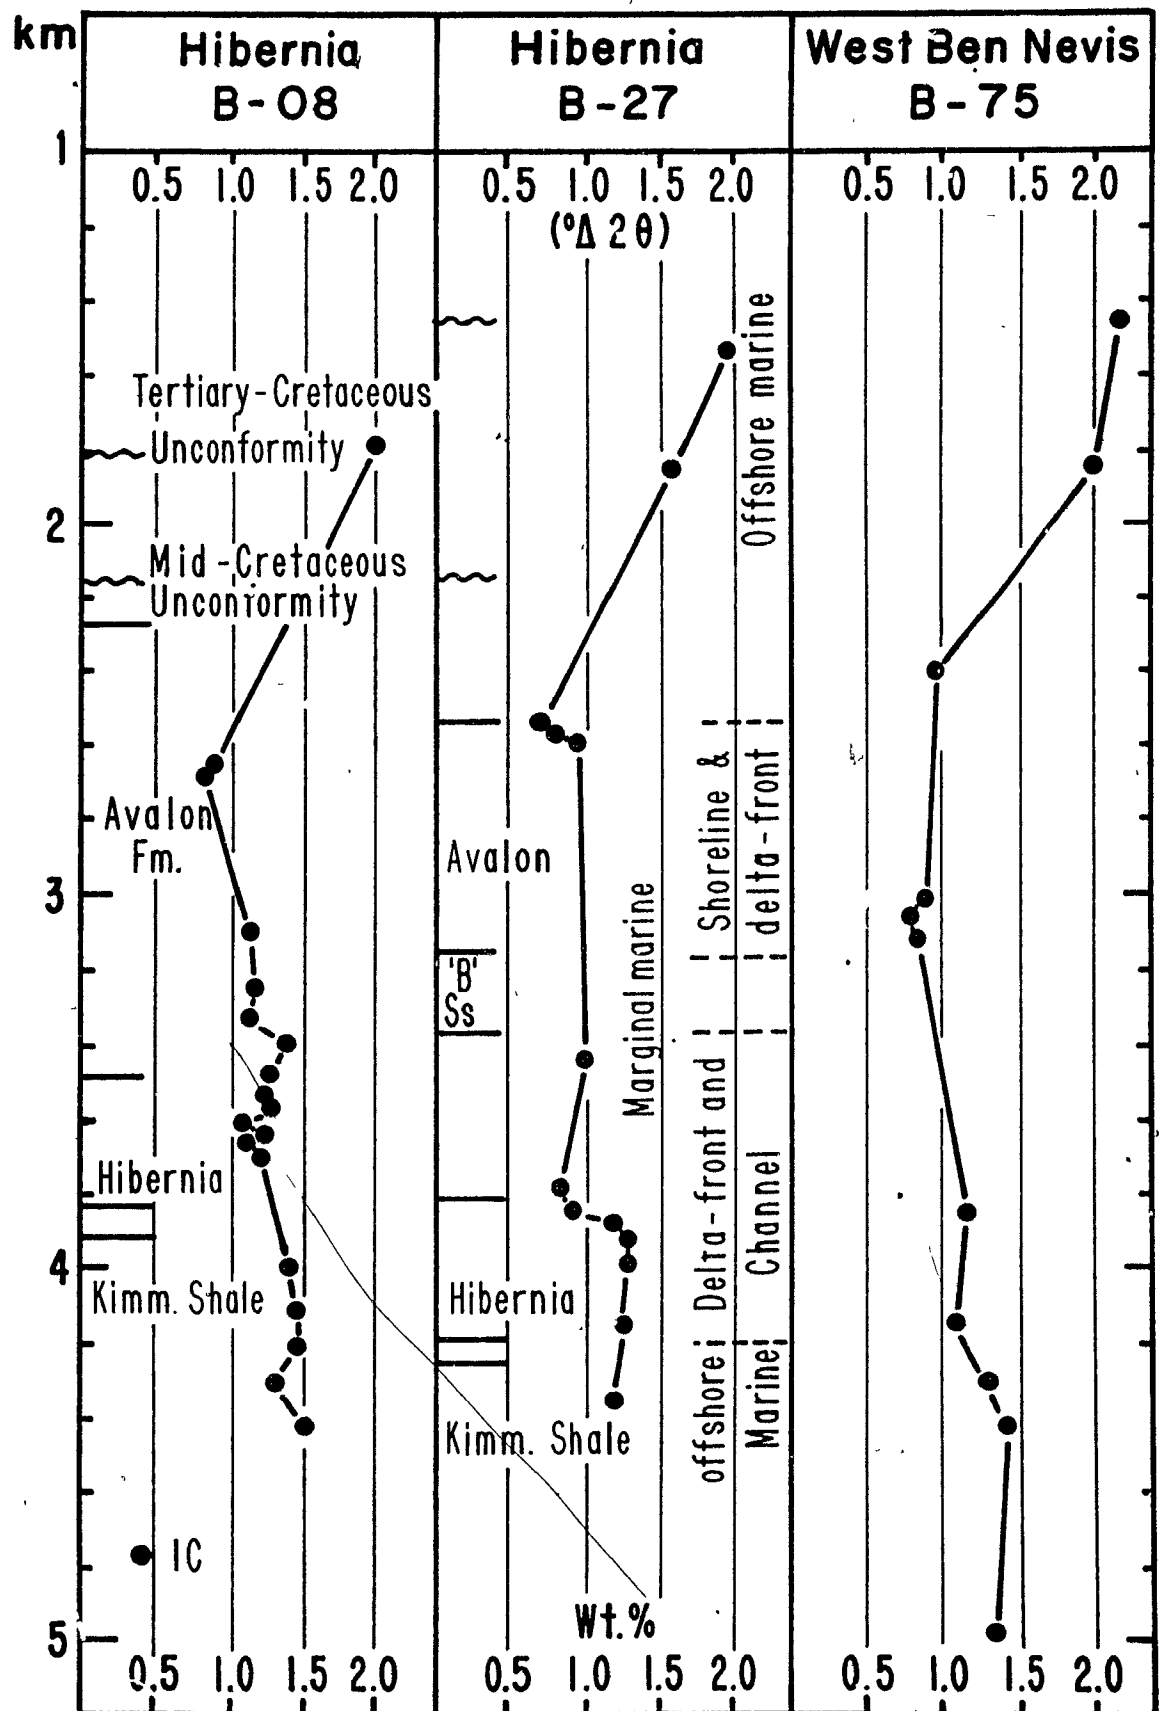 km
Hibernia
B-08
Hibernia
B-27
West Ben Nevis
B-75
1
0.5 1.0 1.5 2.0
0.5 1.0 1.5 2.0
0.5 1.0 1.5 2.0
(°Δ 2θ)
Tertiary-Cretaceous
Unconformity
2
Mid-Cretaceous
Unconformity
Avalon
Fm.
3
Hibernia
4
Kimm. Shale
IC
5
Avalon
'B'
Ss
Hibernia
Kimm. Shale
Marginal marine
Offshore marine
Shoreline &
delta-front
Delta-front and
Channel
offshore
Marine
Wt.%
0.5 1.0 1.5 2.0
0.5 1.0 1.5 2.0
0.5 1.0 1.5 2.0